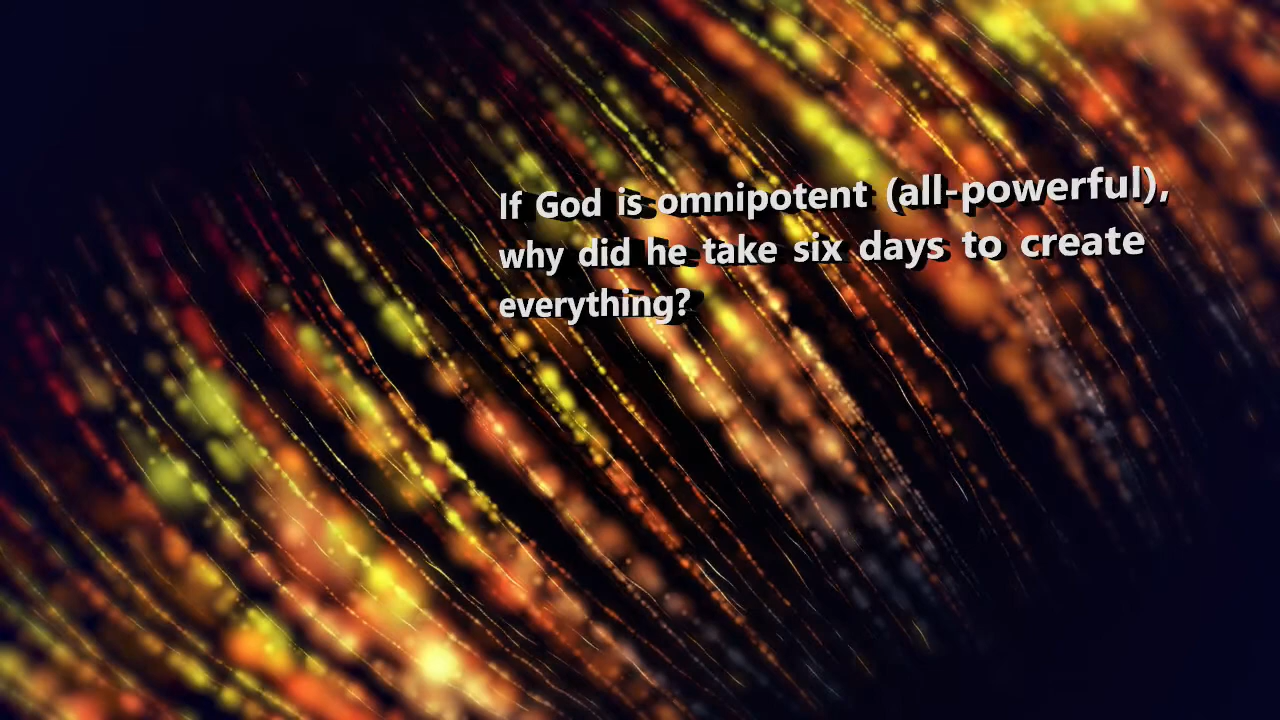 If God is omnipotent (all-powerful),
why did he take six days to create
everything?